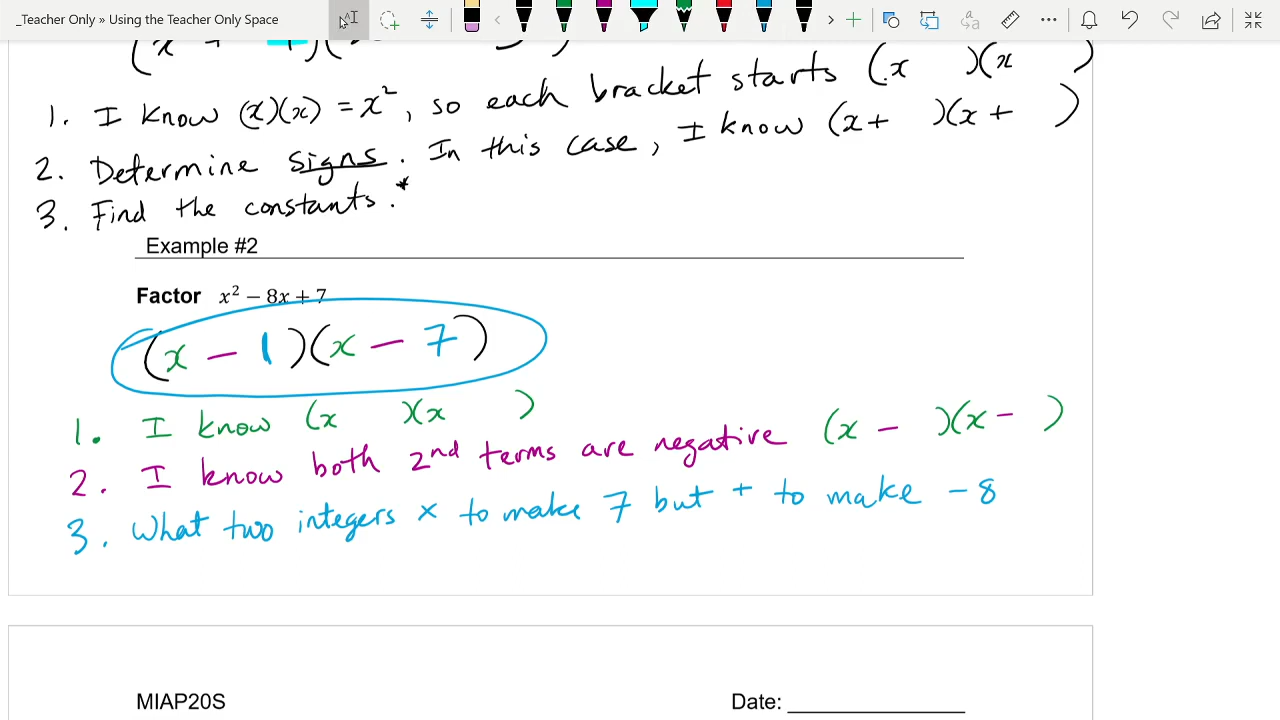 _Teacher Only » Using the Teacher Only Space
1. I know (x)(x) = x², so each bracket starts (x )(x )
2. Determine signs. In this case, I know (x + )(x + )
3. Find the constants.*
Example #2
Factor x² − 8x + 7
(x − 1)(x − 7)
1. I know (x )(x )
2. I know both 2nd terms are negative (x − )(x − )
3. What two integers × to make 7 but + to make −8
MIAP20S Date: ____________